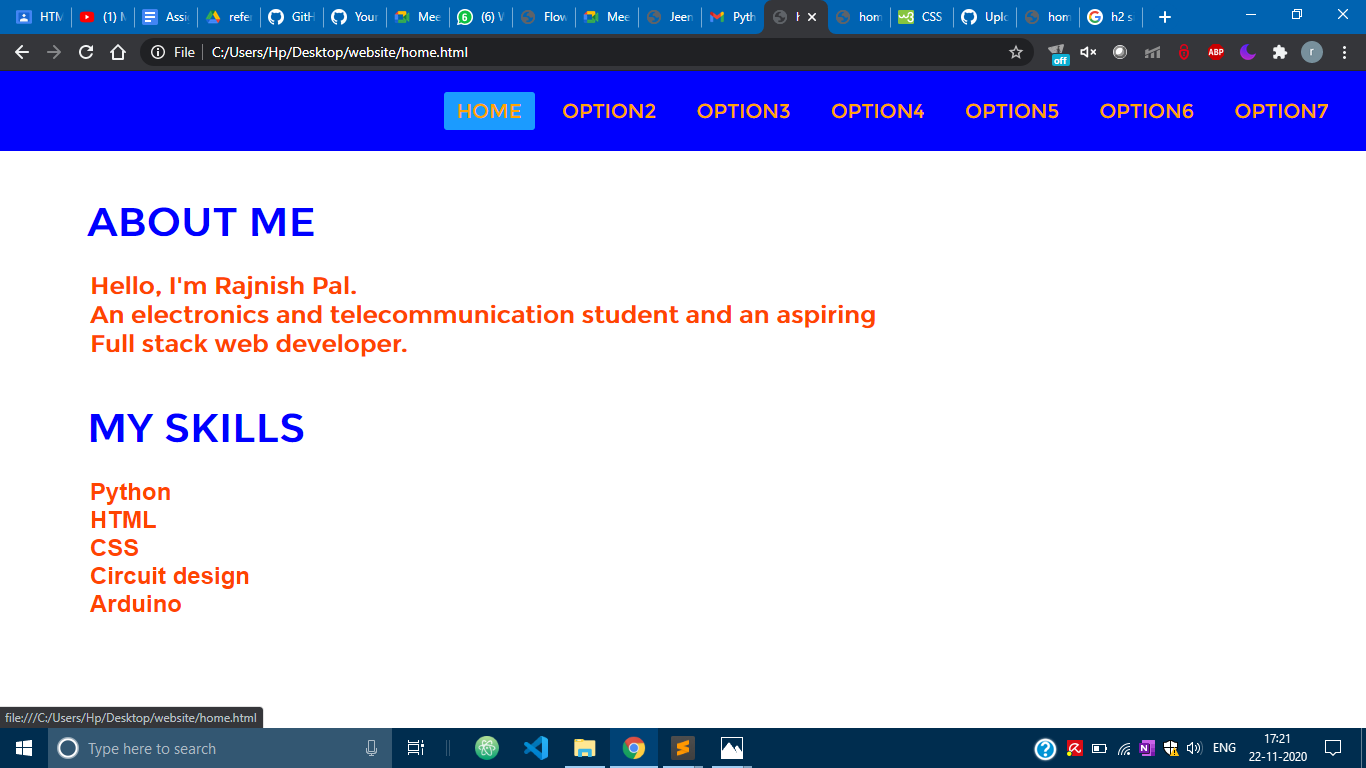 HTM
(1) M
Assi
refer
GitH
Your
Mee
6
(6) W
Flow
Mee
Jeen
Pyth
h
hom
CSS
Uplo
hom
h2 s
File
C:/Users/Hp/Desktop/website/home.html
off
ABP
r
HOME OPTION2 OPTION3 OPTION4 OPTION5 OPTION6 OPTION7
ABOUT ME
Hello, I'm Rajnish Pal.
An electronics and telecommunication student and an aspiring
Full stack web developer.
MY SKILLS
Python
HTML
CSS
Circuit design
Arduino
file:///C:/Users/Hp/Desktop/website/home.html
Type here to search
ENG
17:21
22-11-2020